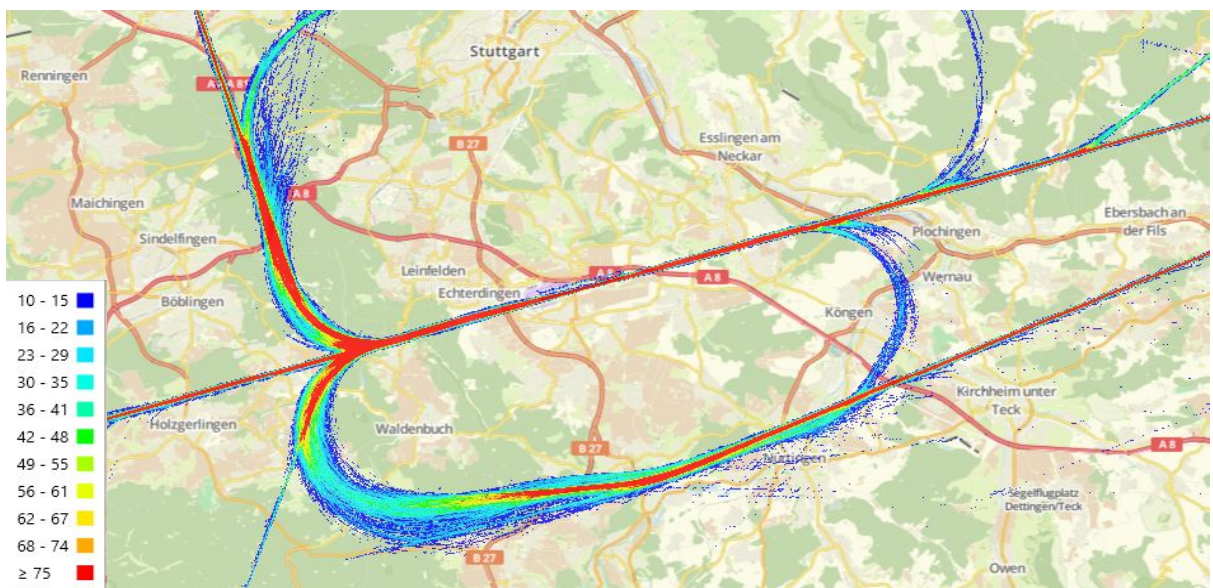 Stuttgart
Renningen
A 8
B 27
Esslingen am
Neckar
A 8
Maichingen
Ebersbach an
der Fils
Sindelfingen
Plochingen
Leinfelden
A 8
A 8
Wernau
Echterdingen
Böblingen
Köngen
Kirchheim unter
Teck
Holzgerlingen
Waldenbuch
B 27
A 8
Nürtingen
Segelflugplatz
Dettingen/Teck
B 27
Owen
10 - 15
16 - 22
23 - 29
30 - 35
36 - 41
42 - 48
49 - 55
56 - 61
62 - 67
68 - 74
≥ 75